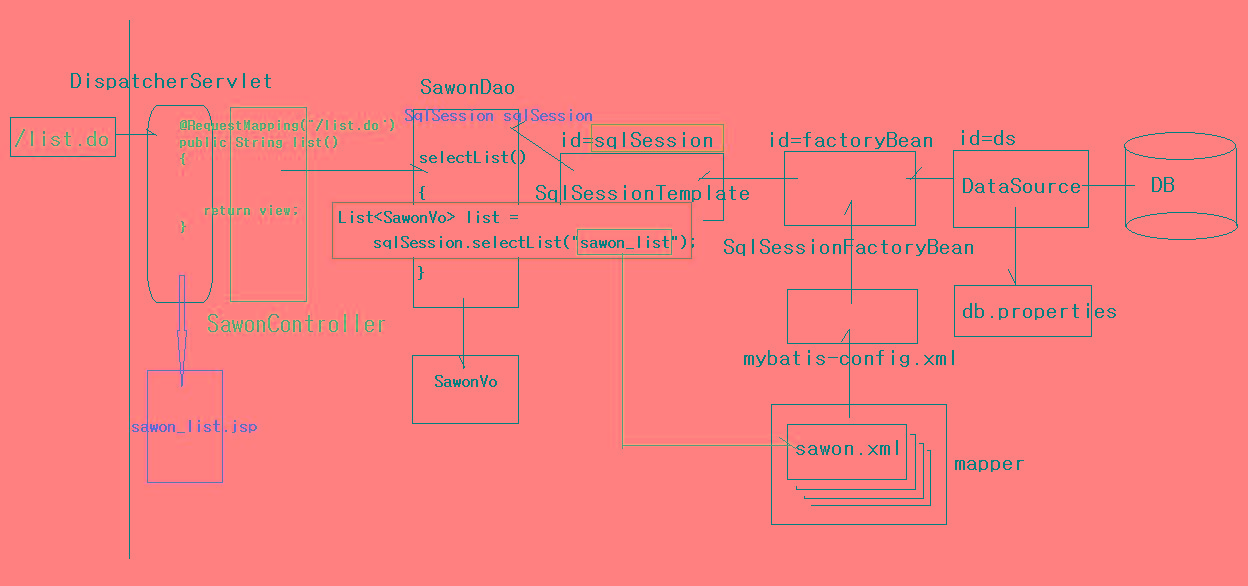 DispatcherServlet
/list.do
@RequestMapping("/list.do")
public String list()
{
return view;
}
SawonController
sawon_list.jsp
SawonDao
SqlSession sqlSession
selectList()
{
List<SawonVo> list =
sqlSession.selectList("sawon_list");
}
SawonVo
id=sqlSession
SqlSessionTemplate
id=factoryBean
SqlSessionFactoryBean
mybatis-config.xml
sawon.xml
mapper
id=ds
DataSource
db.properties
DB